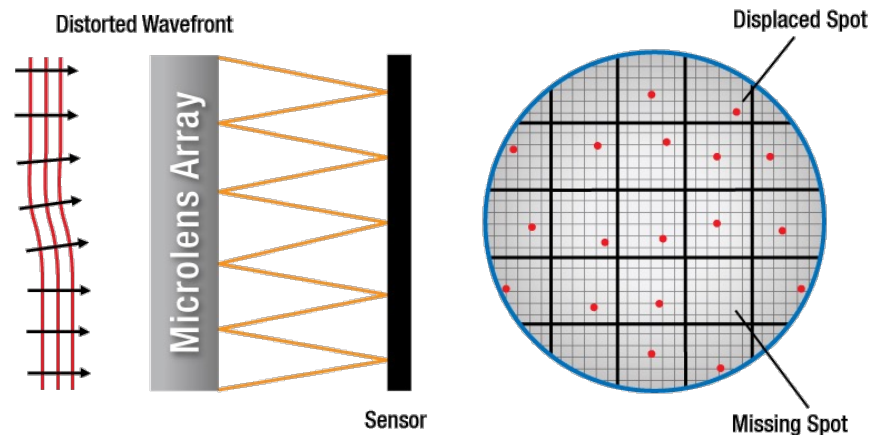 Distorted Wavefront
Displaced Spot
Microlens Array
Sensor
Missing Spot